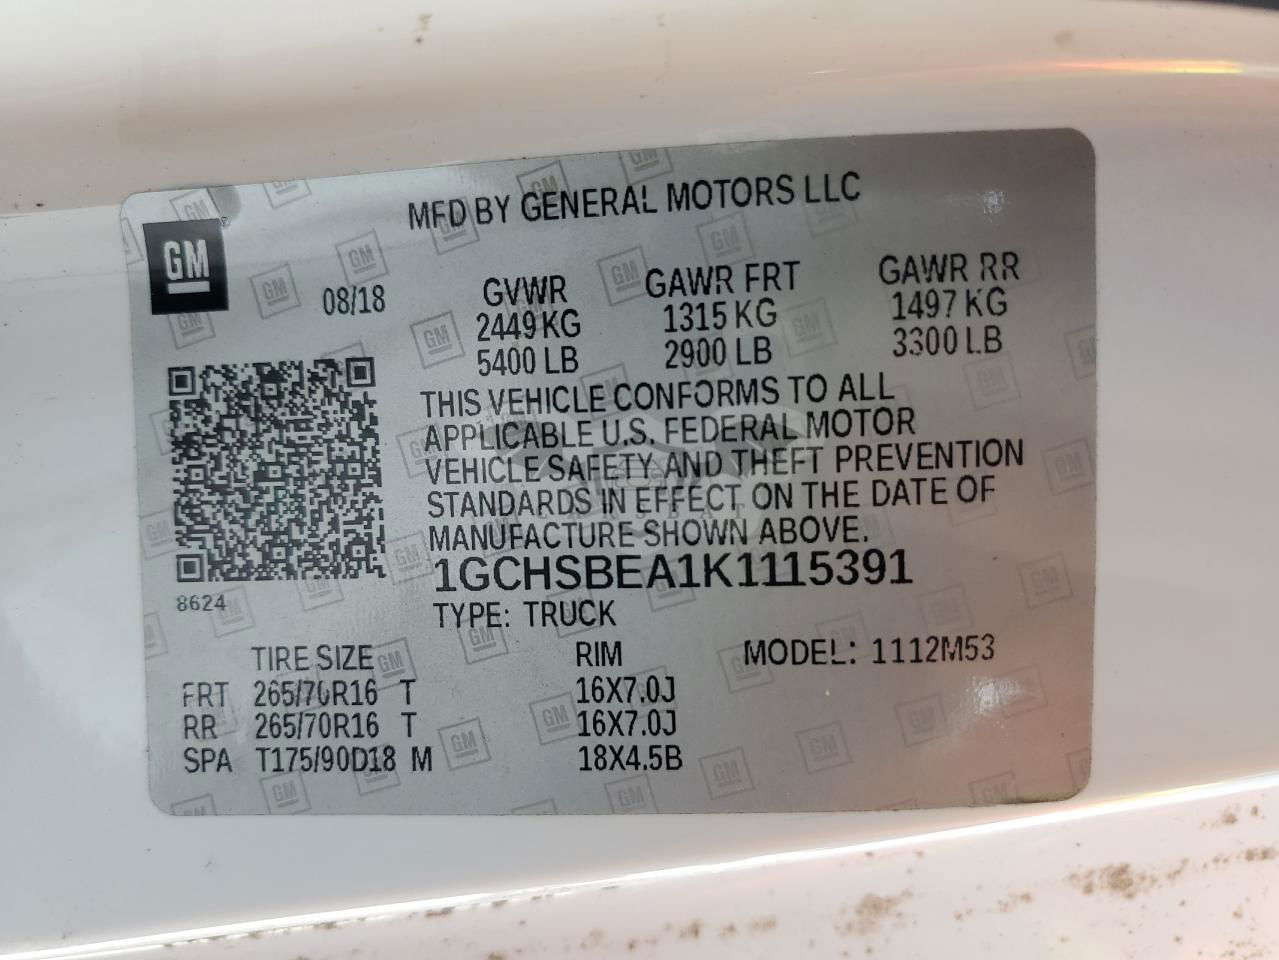 MFD BY GENERAL MOTORS LLC
GM
08/18
GVWR GAWR FRT GAWR RR
2449 KG 1315 KG 1497 KG
5400 LB 2900 LB 3300 LB
THIS VEHICLE CONFORMS TO ALL
APPLICABLE U.S. FEDERAL MOTOR
VEHICLE SAFETY AND THEFT PREVENTION
STANDARDS IN EFFECT ON THE DATE OF
MANUFACTURE SHOWN ABOVE.
1GCHSBEA1K1115391
8624
TYPE: TRUCK
TIRE SIZE RIM MODEL: 1112M53
FRT 265/70R16 T 16X7.0J
RR 265/70R16 T 16X7.0J
SPA T175/90D18 M 18X4.5B